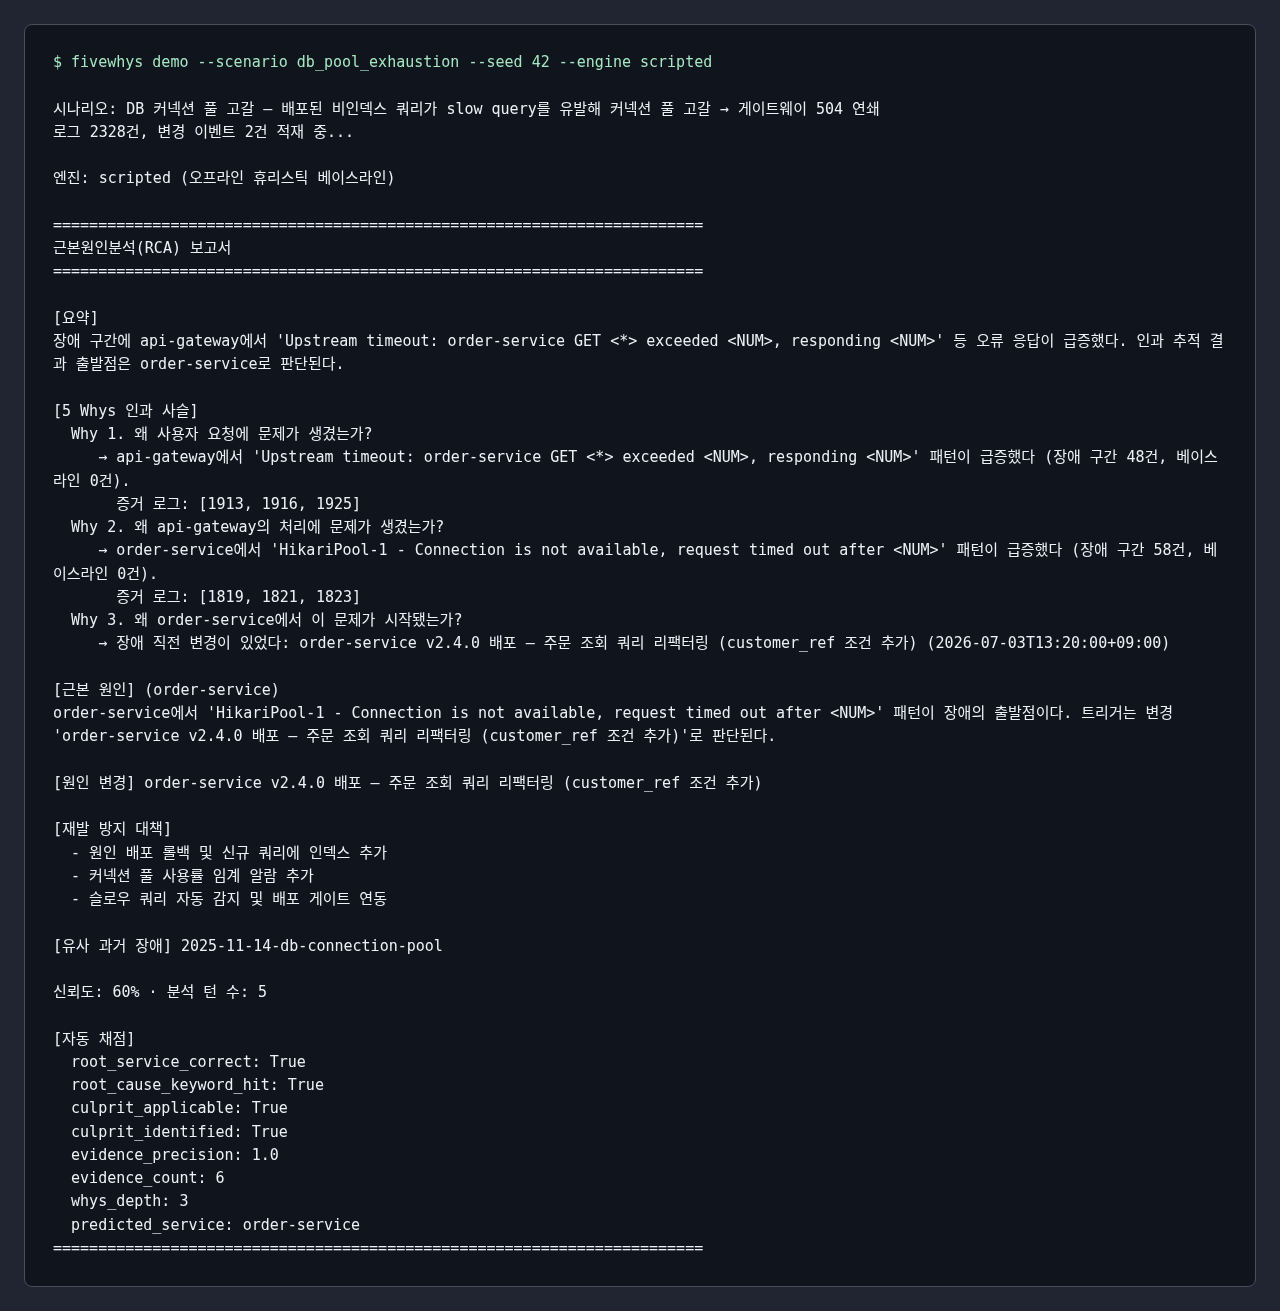 $ fivewhys demo --scenario db_pool_exhaustion --seed 42 --engine scripted
시나리오: DB 커넥션 풀 고갈 — 배포된 비인덱스 쿼리가 slow query를 유발해 커넥션 풀 고갈 → 게이트웨이 504 연쇄
로그 2328건, 변경 이벤트 2건 적재 중...
엔진: scripted (오프라인 휴리스틱 베이스라인)
========================================================================
근본원인분석(RCA) 보고서
========================================================================
[요약]
장애 구간에 api-gateway에서 'Upstream timeout: order-service GET <*> exceeded <NUM>, responding <NUM>' 등 오류 응답이 급증했다. 인과 추적 결
과 출발점은 order-service로 판단된다.
[5 Whys 인과 사슬]
  Why 1. 왜 사용자 요청에 문제가 생겼는가?
     → api-gateway에서 'Upstream timeout: order-service GET <*> exceeded <NUM>, responding <NUM>' 패턴이 급증했다 (장애 구간 48건, 베이스
라인 0건).
       증거 로그: [1913, 1916, 1925]
  Why 2. 왜 api-gateway의 처리에 문제가 생겼는가?
     → order-service에서 'HikariPool-1 - Connection is not available, request timed out after <NUM>' 패턴이 급증했다 (장애 구간 58건, 베
이스라인 0건).
       증거 로그: [1819, 1821, 1823]
  Why 3. 왜 order-service에서 이 문제가 시작됐는가?
     → 장애 직전 변경이 있었다: order-service v2.4.0 배포 — 주문 조회 쿼리 리팩터링 (customer_ref 조건 추가) (2026-07-03T13:20:00+09:00)
[근본 원인] (order-service)
order-service에서 'HikariPool-1 - Connection is not available, request timed out after <NUM>' 패턴이 장애의 출발점이다. 트리거는 변경
'order-service v2.4.0 배포 — 주문 조회 쿼리 리팩터링 (customer_ref 조건 추가)'로 판단된다.
[원인 변경] order-service v2.4.0 배포 — 주문 조회 쿼리 리팩터링 (customer_ref 조건 추가)
[재발 방지 대책]
  - 원인 배포 롤백 및 신규 쿼리에 인덱스 추가
  - 커넥션 풀 사용률 임계 알람 추가
  - 슬로우 쿼리 자동 감지 및 배포 게이트 연동
[유사 과거 장애] 2025-11-14-db-connection-pool
신뢰도: 60% · 분석 턴 수: 5
[자동 채점]
  root_service_correct: True
  root_cause_keyword_hit: True
  culprit_applicable: True
  culprit_identified: True
  evidence_precision: 1.0
  evidence_count: 6
  whys_depth: 3
  predicted_service: order-service
========================================================================